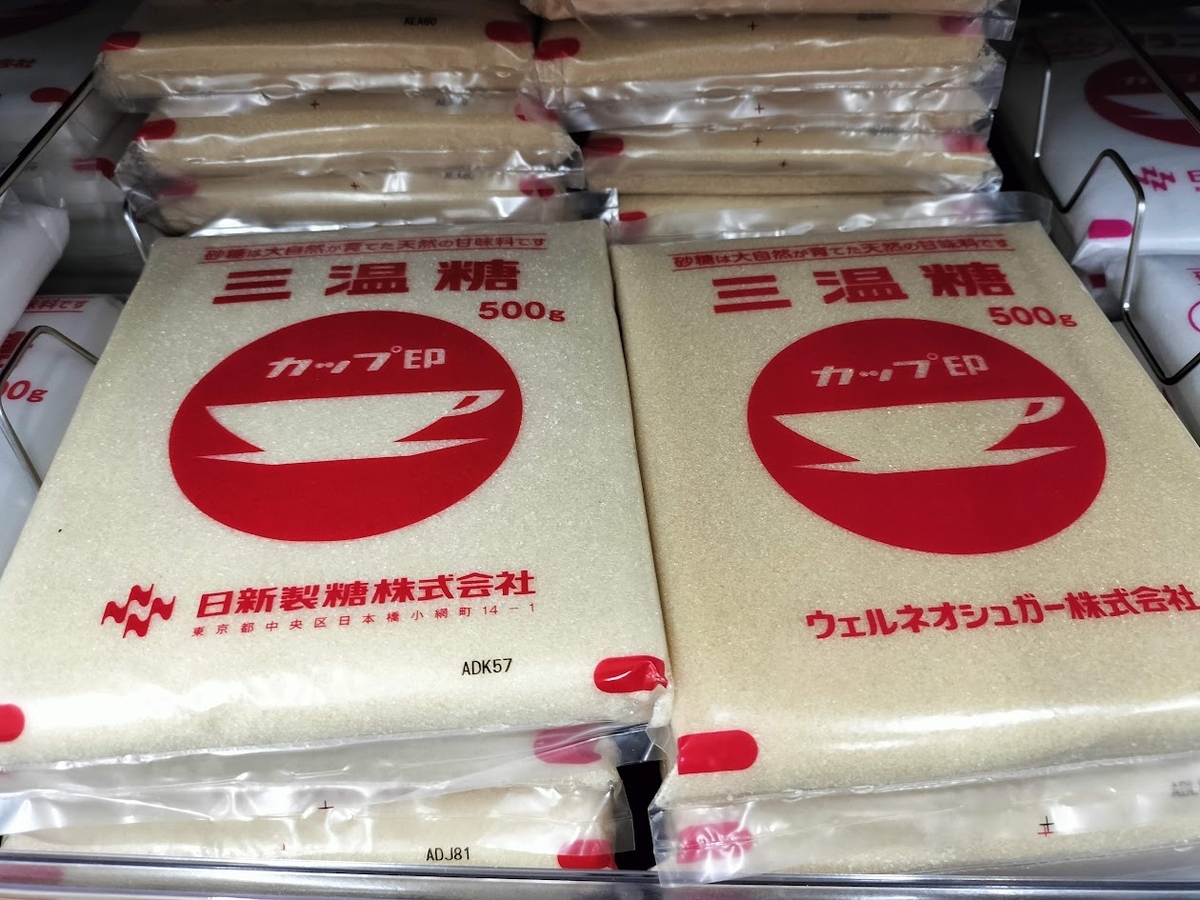 砂糖は大自然が育てた天然の甘味料です
三温糖
500g
カップ印
日新製糖株式会社
東京都中央区日本橋小網町14-1
ADK57
ADJ81
砂糖は大自然が育てた天然の甘味料です
三温糖
500g
カップ印
ウェルネオシュガー株式会社